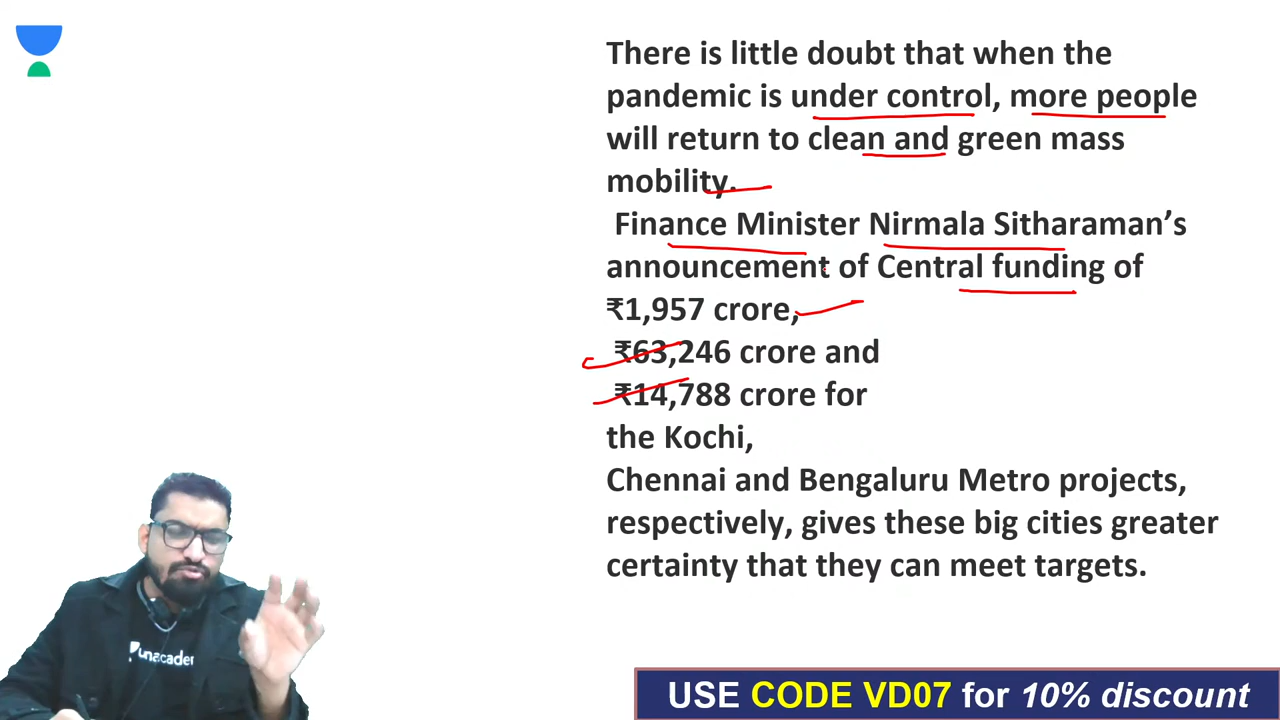 There is little doubt that when the
pandemic is under control, more people
will return to clean and green mass
mobility.
Finance Minister Nirmala Sitharaman’s
announcement of Central funding of
₹1,957 crore,
₹63,246 crore and
₹14,788 crore for
the Kochi,
Chennai and Bengaluru Metro projects,
respectively, gives these big cities greater
certainty that they can meet targets.
unacade
USE CODE VD07 for 10% discount